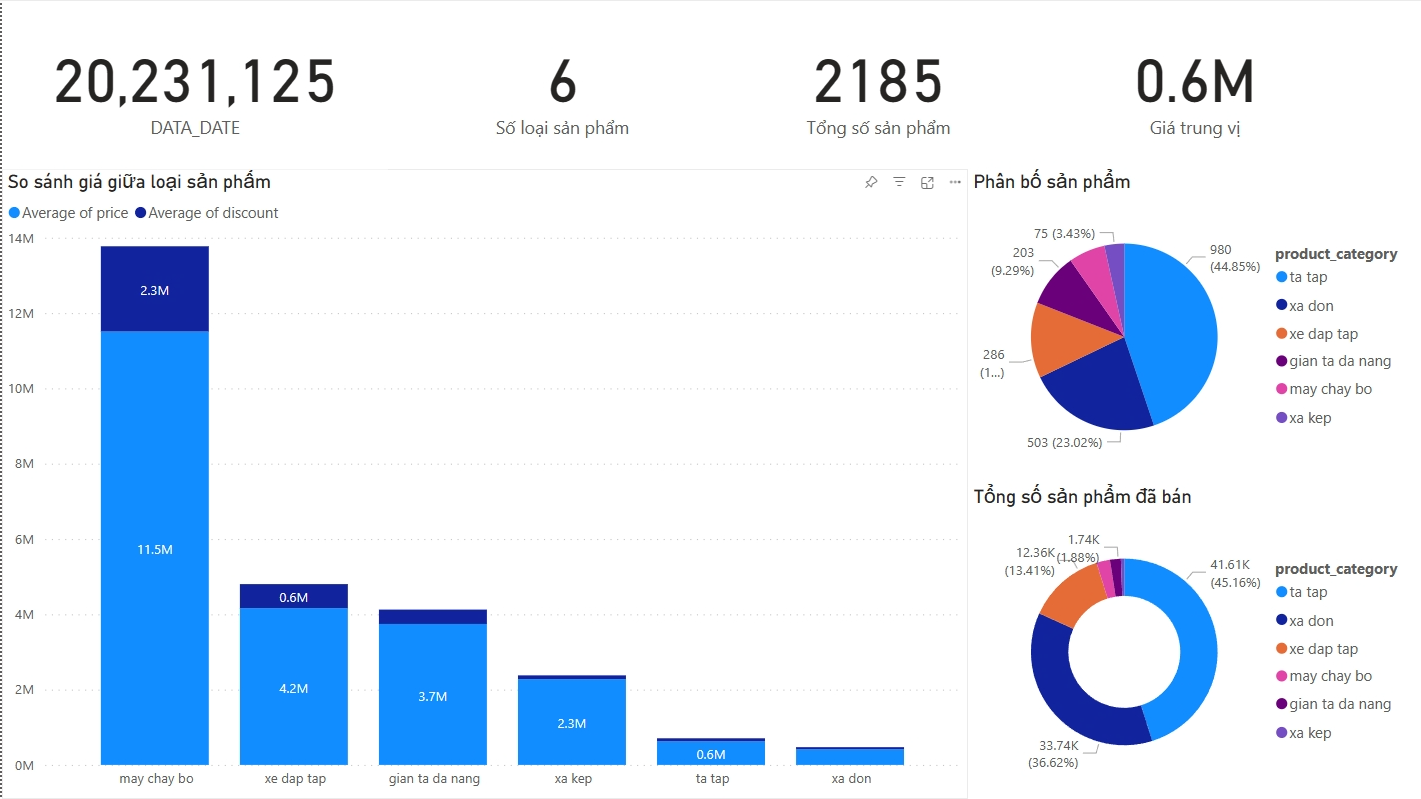 20,231,125
DATA_DATE
6
Số loại sản phẩm
2185
Tổng số sản phẩm
0.6M
Giá trung vị
So sánh giá giữa loại sản phẩm
Average of price
Average of discount
14M
12M
10M
8M
6M
4M
2M
0M
2.3M
11.5M
0.6M
4.2M
3.7M
2.3M
0.6M
may chay bo
xe dap tap
gian ta da nang
xa kep
ta tap
xa don
Phân bố sản phẩm
75 (3.43%)
203
(9.29%)
286
(1...)
503 (23.02%)
980
(44.85%)
product_category
ta tap
xa don
xe dap tap
gian ta da nang
may chay bo
xa kep
Tổng số sản phẩm đã bán
1.74K
(1.88%)
12.36K
(13.41%)
33.74K
(36.62%)
41.61K
(45.16%)
product_category
ta tap
xa don
xe dap tap
may chay bo
gian ta da nang
xa kep